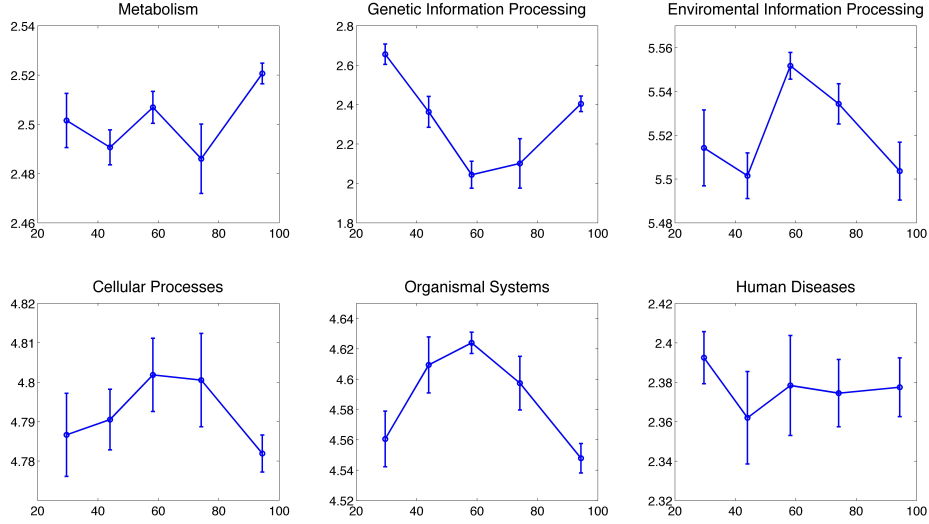 Metabolism
2.54
2.52
2.5
2.48
2.46
20 40 60 80 100
Genetic Information Processing
2.8
2.6
2.4
2.2
2
1.8
20 40 60 80 100
Enviromental Information Processing
5.56
5.54
5.52
5.5
5.48
20 40 60 80 100
Cellular Processes
4.82
4.81
4.8
4.79
4.78
20 40 60 80 100
Organismal Systems
4.64
4.62
4.6
4.58
4.56
4.54
4.52
20 40 60 80 100
Human Diseases
2.42
2.4
2.38
2.36
2.34
2.32
20 40 60 80 100